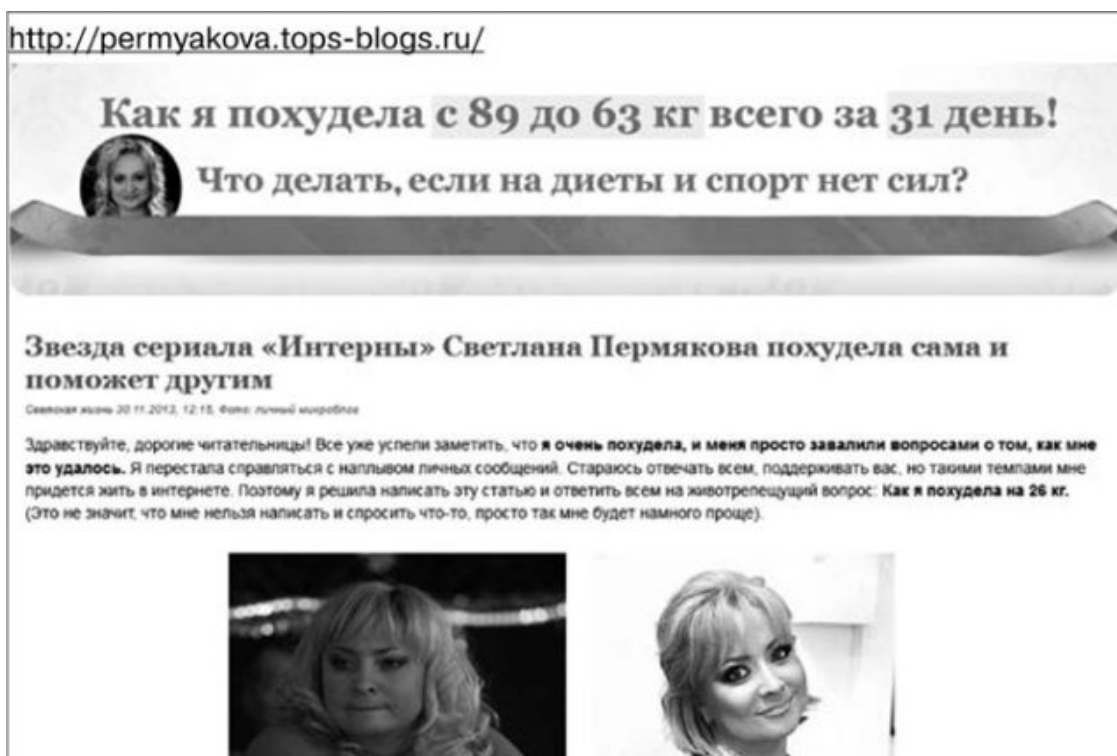 http://permyakova.tops-blogs.ru/
Как я похудела с 89 до 63 кг всего за 31 день!
Что делать, если на диеты и спорт нет сил?
Звезда сериала «Интерны» Светлана Пермякова похудела сама и
поможет другим
Светская жизнь 30.11.2013, 12:15, Фото: личный микроблог
Здравствуйте, дорогие читательницы! Все уже успели заметить, что я очень похудела, и меня просто завалили вопросами о том, как мне
это удалось. Я перестала справляться с наплывом личных сообщений. Стараюсь отвечать всем, поддерживать вас, но такими темпами мне
придется жить в интернете. Поэтому я решила написать эту статью и ответить всем на животрепещущий вопрос: Как я похудела на 26 кг.
(Это не значит, что мне нельзя написать и спросить что-то, просто так мне будет намного проще).